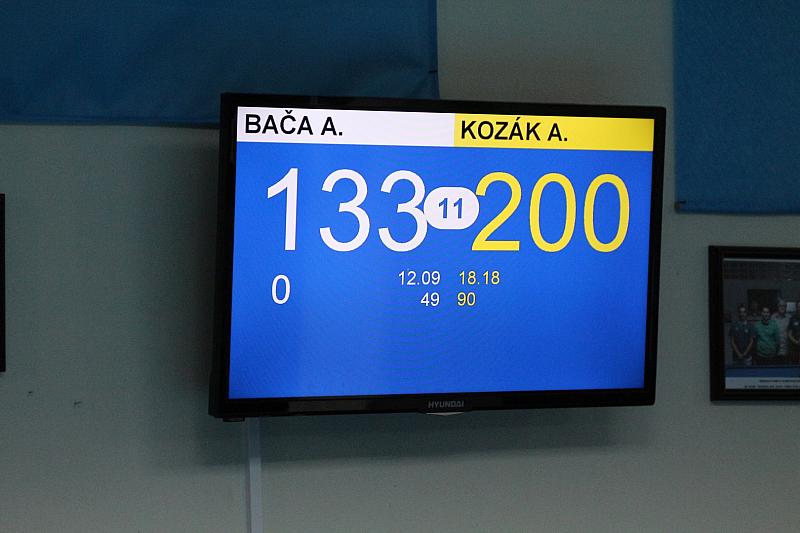 BAČA A. KOZÁK A.
133 11 200
0 12.09 18.18
49 90
HYUNDAI